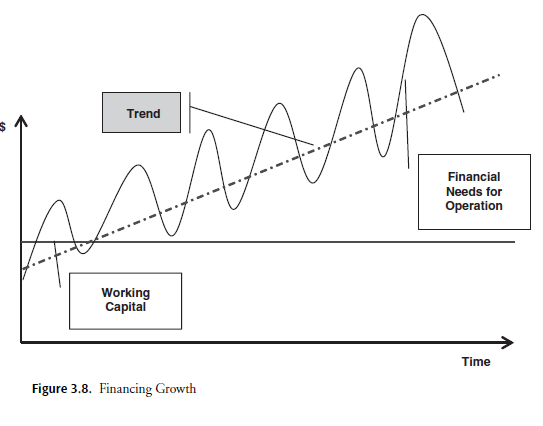 $
Trend
Financial
Needs for
Operation
Working
Capital
Time
Figure 3.8. Financing Growth